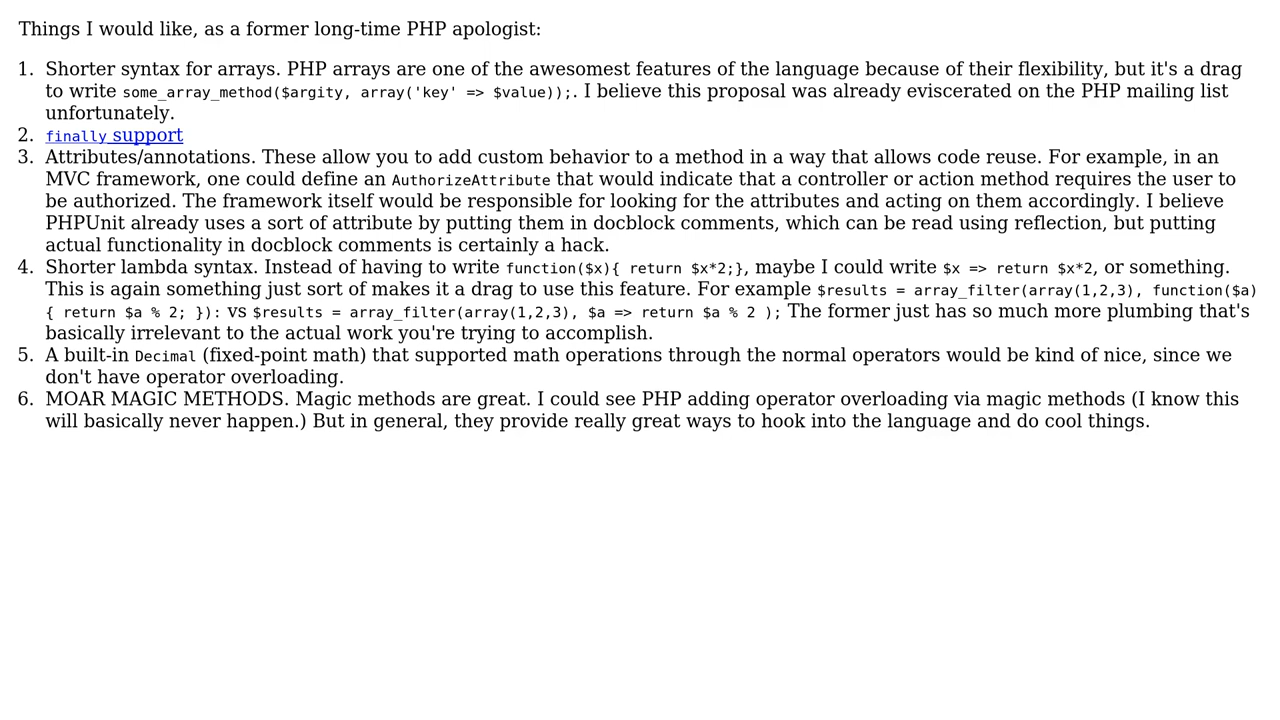 Things I would like, as a former long-time PHP apologist:
1. Shorter syntax for arrays. PHP arrays are one of the awesomest features of the language because of their flexibility, but it's a drag
to write some_array_method($argity, array('key' => $value));. I believe this proposal was already eviscerated on the PHP mailing list
unfortunately.
2. finally support
3. Attributes/annotations. These allow you to add custom behavior to a method in a way that allows code reuse. For example, in an
MVC framework, one could define an AuthorizeAttribute that would indicate that a controller or action method requires the user to
be authorized. The framework itself would be responsible for looking for the attributes and acting on them accordingly. I believe
PHPUnit already uses a sort of attribute by putting them in docblock comments, which can be read using reflection, but putting
actual functionality in docblock comments is certainly a hack.
4. Shorter lambda syntax. Instead of having to write function($x){ return $x*2;}, maybe I could write $x => return $x*2, or something.
This is again something just sort of makes it a drag to use this feature. For example $results = array_filter(array(1,2,3), function($a)
{ return $a % 2; }): vs $results = array_filter(array(1,2,3), $a => return $a % 2 ); The former just has so much more plumbing that's
basically irrelevant to the actual work you're trying to accomplish.
5. A built-in Decimal (fixed-point math) that supported math operations through the normal operators would be kind of nice, since we
don't have operator overloading.
6. MOAR MAGIC METHODS. Magic methods are great. I could see PHP adding operator overloading via magic methods (I know this
will basically never happen.) But in general, they provide really great ways to hook into the language and do cool things.